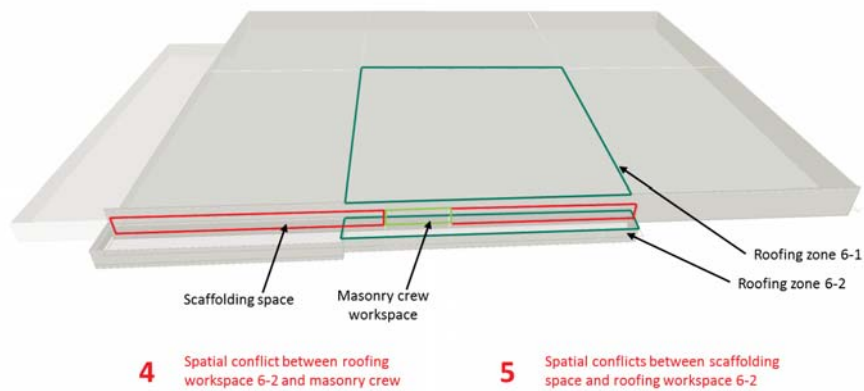 Roofing zone 6-1
Roofing zone 6-2
Scaffolding space
Masonry crew
workspace
4
Spatial conflict between roofing
workspace 6-2 and masonry crew
5
Spatial conflicts between scaffolding
space and roofing workspace 6-2